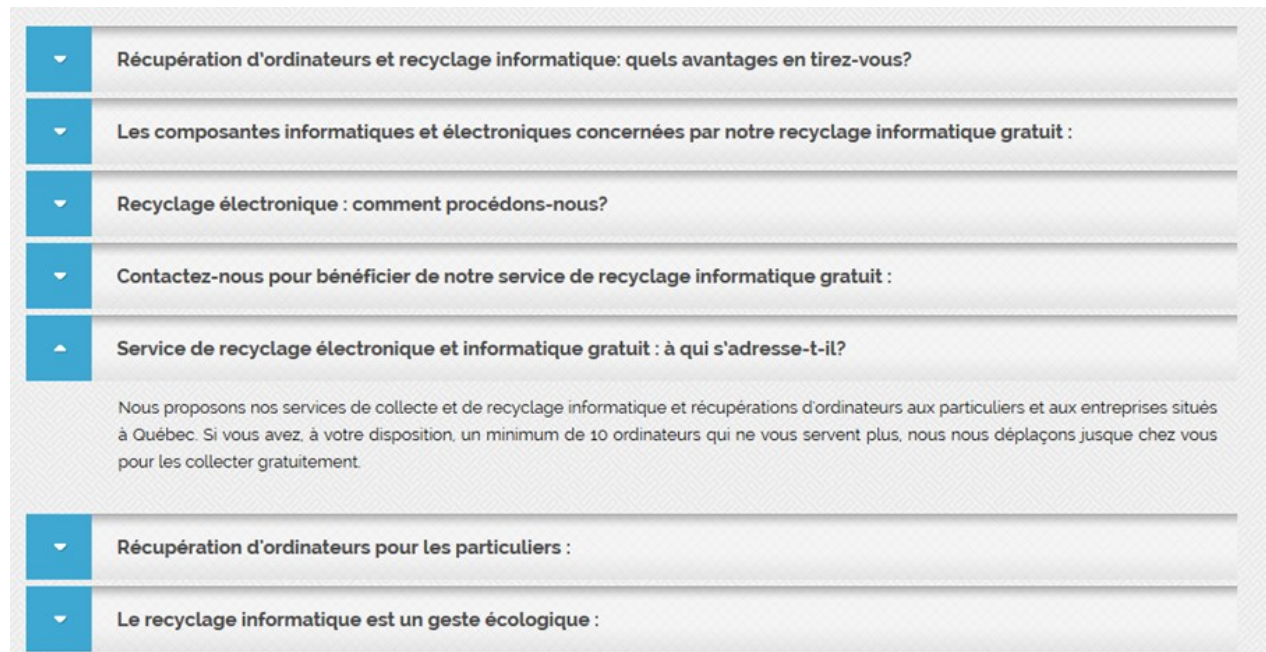 Récupération d'ordinateurs et recyclage informatique: quels avantages en tirez-vous?
Les composantes informatiques et électroniques concernées par notre recyclage informatique gratuit :
Recyclage électronique : comment procédons-nous?
Contactez-nous pour bénéficier de notre service de recyclage informatique gratuit :
Service de recyclage électronique et informatique gratuit : à qui s'adresse-t-il?
Nous proposons nos services de collecte et de recyclage informatique et récupérations d'ordinateurs aux particuliers et aux entreprises situés
à Québec. Si vous avez, à votre disposition, un minimum de 10 ordinateurs qui ne vous servent plus, nous nous déplaçons jusque chez vous
pour les collecter gratuitement.
Récupération d'ordinateurs pour les particuliers :
Le recyclage informatique est un geste écologique :